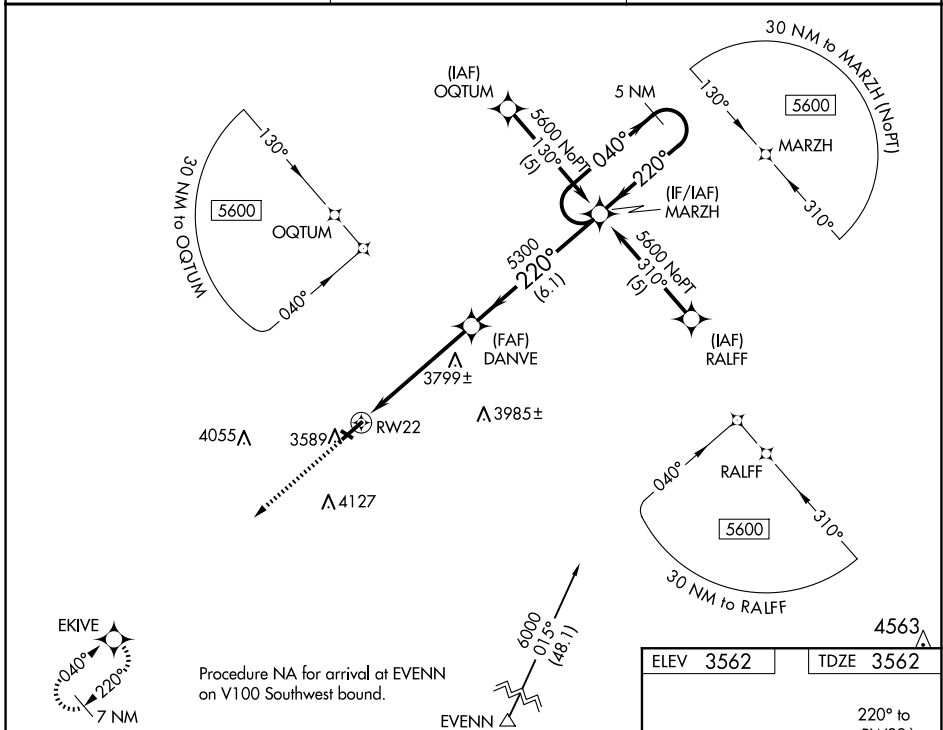 30 NM to MARZH (NoPT)
130°
5600
MARZH
310°
(IAF)
OQTUM
5 NM
5600 NoPT
130°
(5)
040°
220°
(IF/IAF)
MARZH
130°
30 NM to OQTUM
5600
OQTUM
040°
5300
220°
(6.1)
5600 NoPT
310°
(5)
(FAF)
DANVE
(IAF)
RALFF
3799±
3985±
4055
3589
RW22
4127
040°
RALFF
310°
5600
30 NM to RALFF
EKIVE
040°
220°
7 NM
Procedure NA for arrival at EVENN
on V100 Southwest bound.
6000
015°
(48.1)
EVENN
4563
ELEV 3562
TDZE 3562
220° to